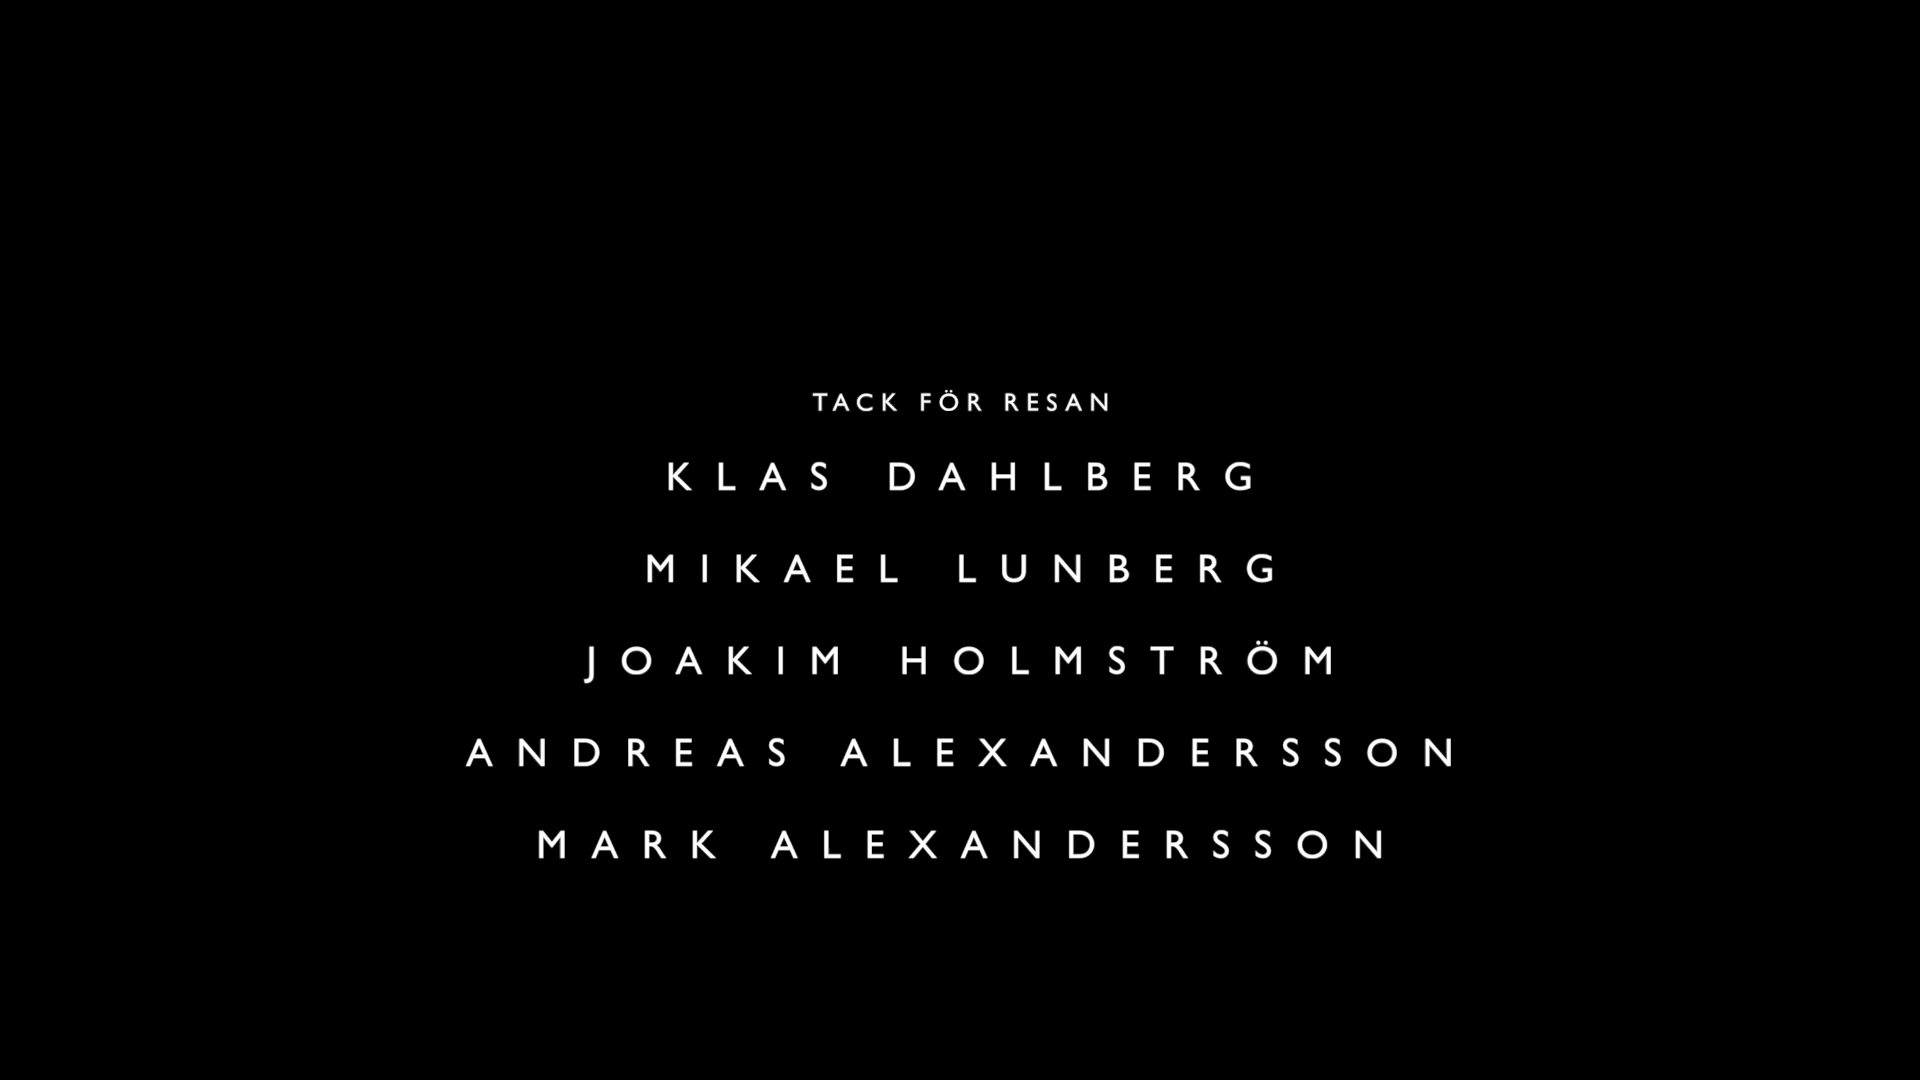 TACK FÖR RESAN
KLAS DAHLBERG
MIKAEL LUNBERG
JOAKIM HOLMSTRÖM
ANDREAS ALEXANDERSSON
MARK ALEXANDERSSON